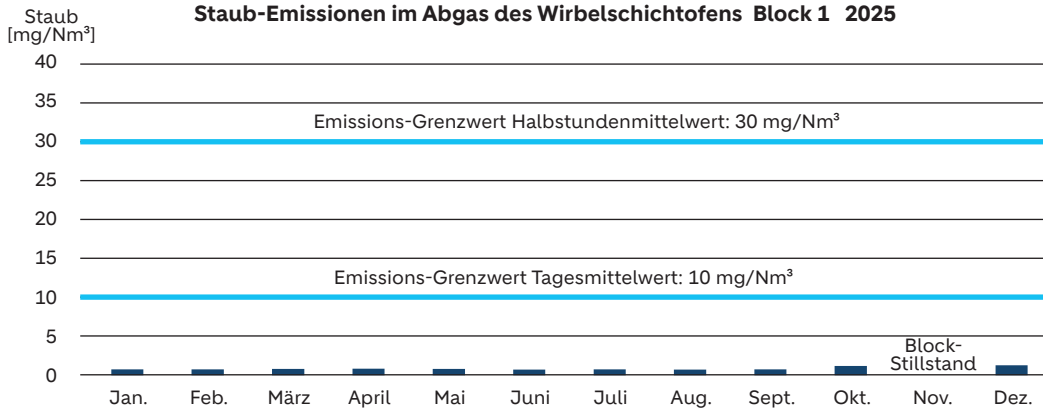 Staub-Emissionen im Abgas des Wirbelschichtofens Block 1 2025
Staub
[mg/Nm³]
40
35
Emissions-Grenzwert Halbstundenmittelwert: 30 mg/Nm³
30
25
20
15
Emissions-Grenzwert Tagesmittelwert: 10 mg/Nm³
10
5
Block-
Stillstand
0
Jan. Feb. März April Mai Juni Juli Aug. Sept. Okt. Nov. Dez.